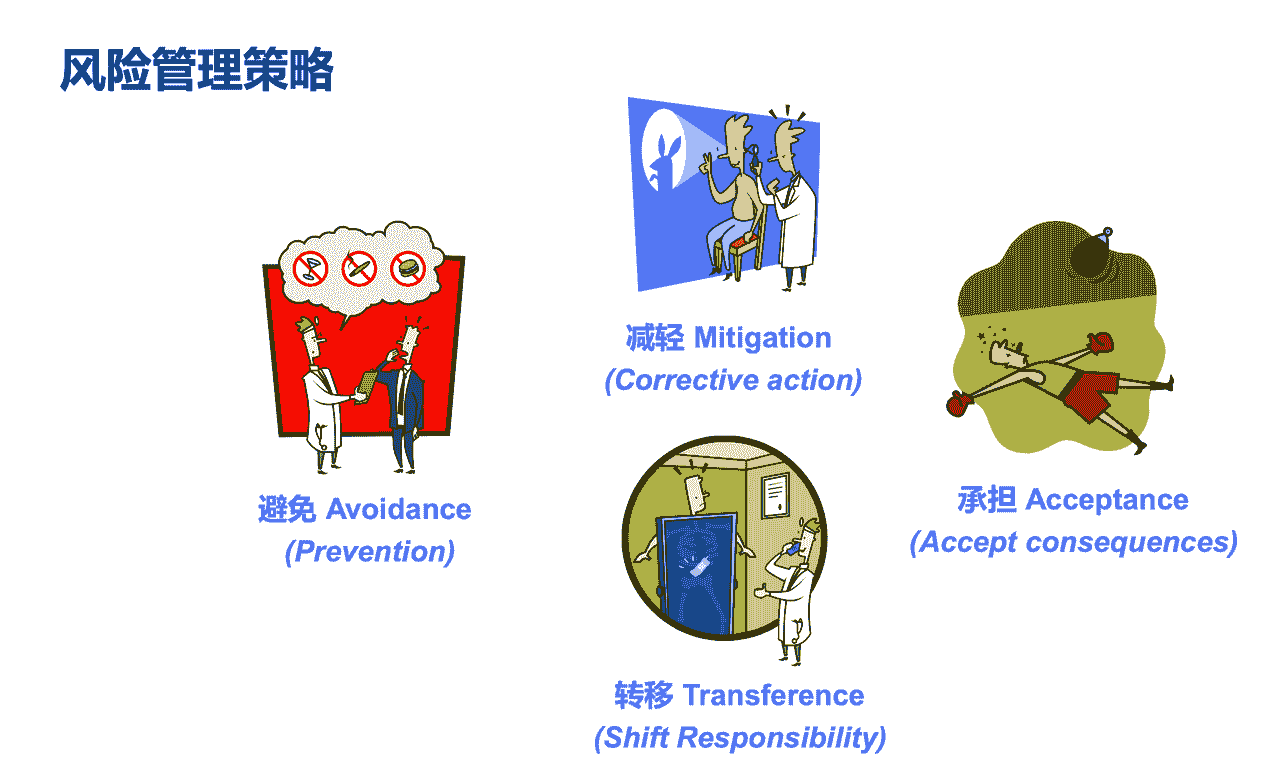 风险管理策略
减轻 Mitigation
(Corrective action)
避免 Avoidance
(Prevention)
承担 Acceptance
(Accept consequences)
转移 Transference
(Shift Responsibility)